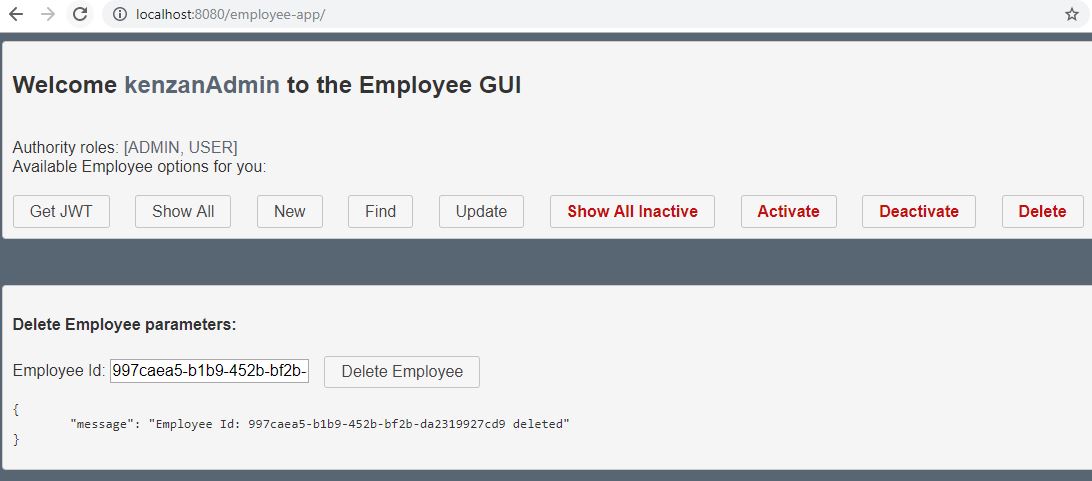 localhost:8080/employee-app/
Welcome kenzanAdmin to the Employee GUI
Authority roles: [ADMIN, USER]
Available Employee options for you:
Get JWT Show All New Find Update Show All Inactive Activate Deactivate Delete
Delete Employee parameters:
Employee Id: 997caea5-b1b9-452b-bf2b- Delete Employee
{
"message": "Employee Id: 997caea5-b1b9-452b-bf2b-da2319927cd9 deleted"
}